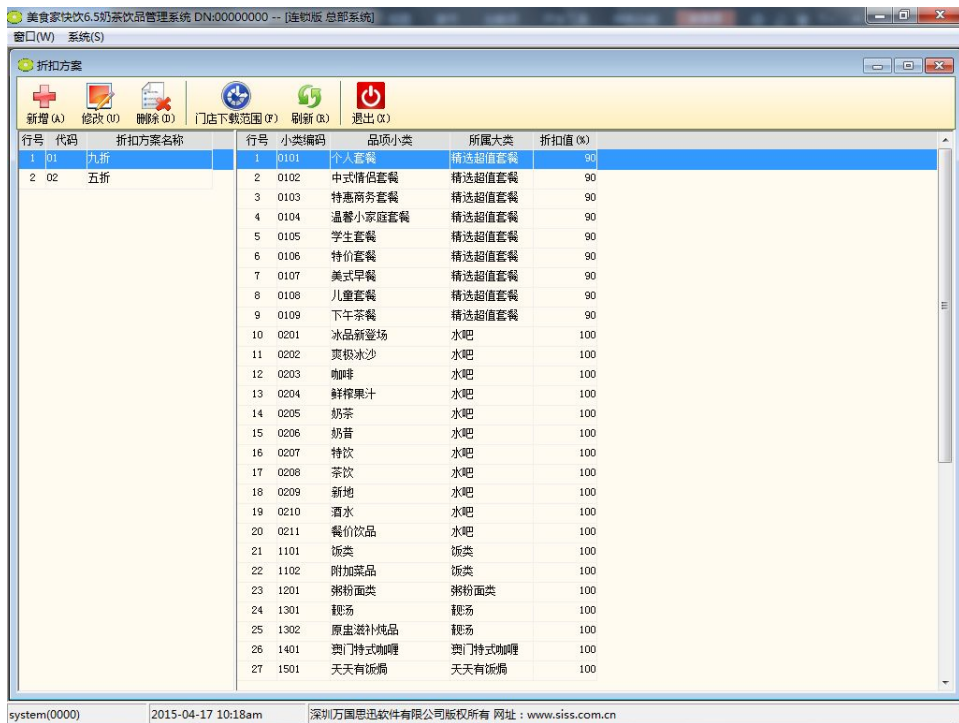 美食家快饮6.5奶茶饮品管理系统 DN:00000000 -- [连锁版 总部系统]
窗口(W) 系统(S)
折扣方案
新增(A) 修改(U) 删除(D) 门店下载范围(F) 刷新(R) 退出(X)
行号 代码 折扣方案名称 行号 小类编码 品项小类 所属大类 折扣值(%)
1 01 九折 1 0101 个人套餐 精选超值套餐 90
2 02 五折 2 0102 中式情侣套餐 精选超值套餐 90
3 0103 特惠商务套餐 精选超值套餐 90
4 0104 温馨小家庭套餐 精选超值套餐 90
5 0105 学生套餐 精选超值套餐 90
6 0106 特价套餐 精选超值套餐 90
7 0107 美式早餐 精选超值套餐 90
8 0108 儿童套餐 精选超值套餐 90
9 0109 下午茶餐 精选超值套餐 90
10 0201 冰品新登场 水吧 100
11 0202 爽极冰沙 水吧 100
12 0203 咖啡 水吧 100
13 0204 鲜榨果汁 水吧 100
14 0205 奶茶 水吧 100
15 0206 奶昔 水吧 100
16 0207 特饮 水吧 100
17 0208 茶饮 水吧 100
18 0209 新地 水吧 100
19 0210 酒水 水吧 100
20 0211 餐价饮品 水吧 100
21 1101 饭类 饭类 100
22 1102 附加菜品 饭类 100
23 1201 粥粉面类 粥粉面类 100
24 1301 靓汤 靓汤 100
25 1302 原盅滋补炖品 靓汤 100
26 1401 澳门特式咖喱 澳门特式咖喱 100
27 1501 天天有饭焗 天天有饭焗 100
system(0000) 2015-04-17 10:18am 深圳万国思迅软件有限公司版权所有 网址：www.siss.com.cn